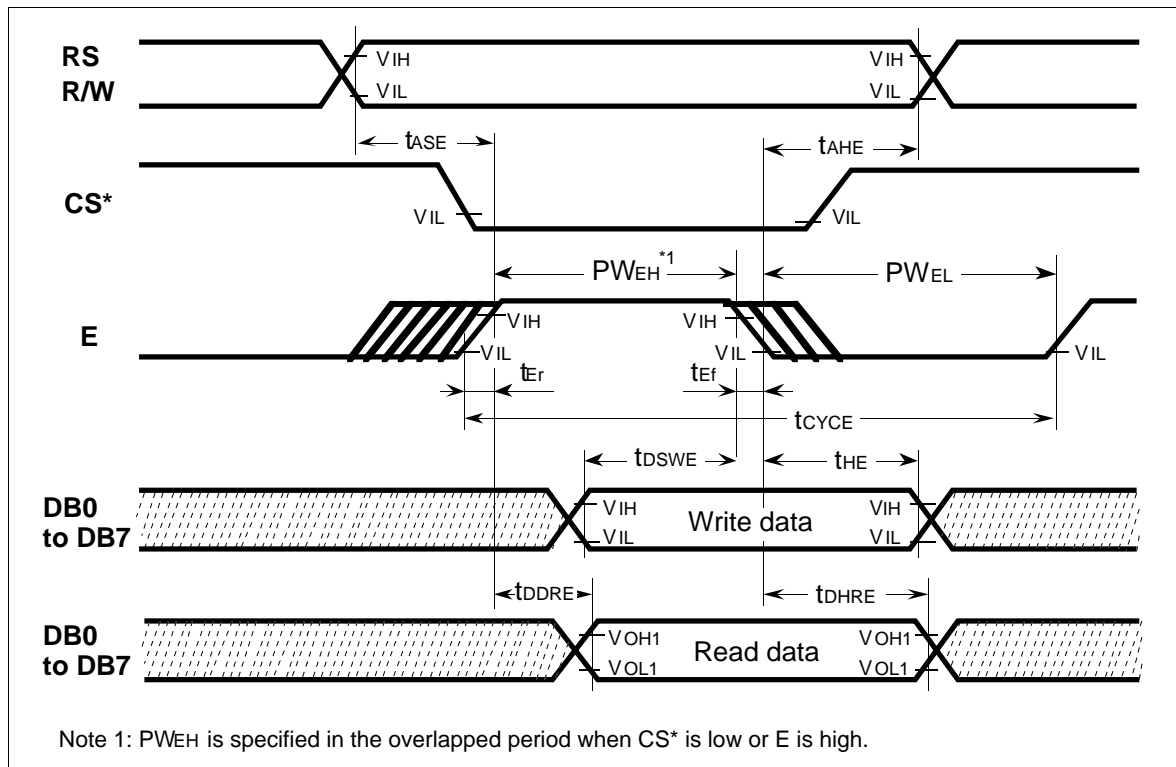 RS
R/W
VIH
VIL
VIH
VIL
tASE
tAHE
CS*
VIL
VIL
PWEH*1
PWEL
E
VIH
VIL
VIH
VIL
VIL
tEr
tEf
tCYCE
tDSWE
tHE
DB0
to DB7
VIH
VIL
Write data
VIH
VIL
tDDRE
tDHRE
DB0
to DB7
VOH1
VOL1
Read data
VOH1
VOL1
Note 1: PWEH is specified in the overlapped period when CS* is low or E is high.